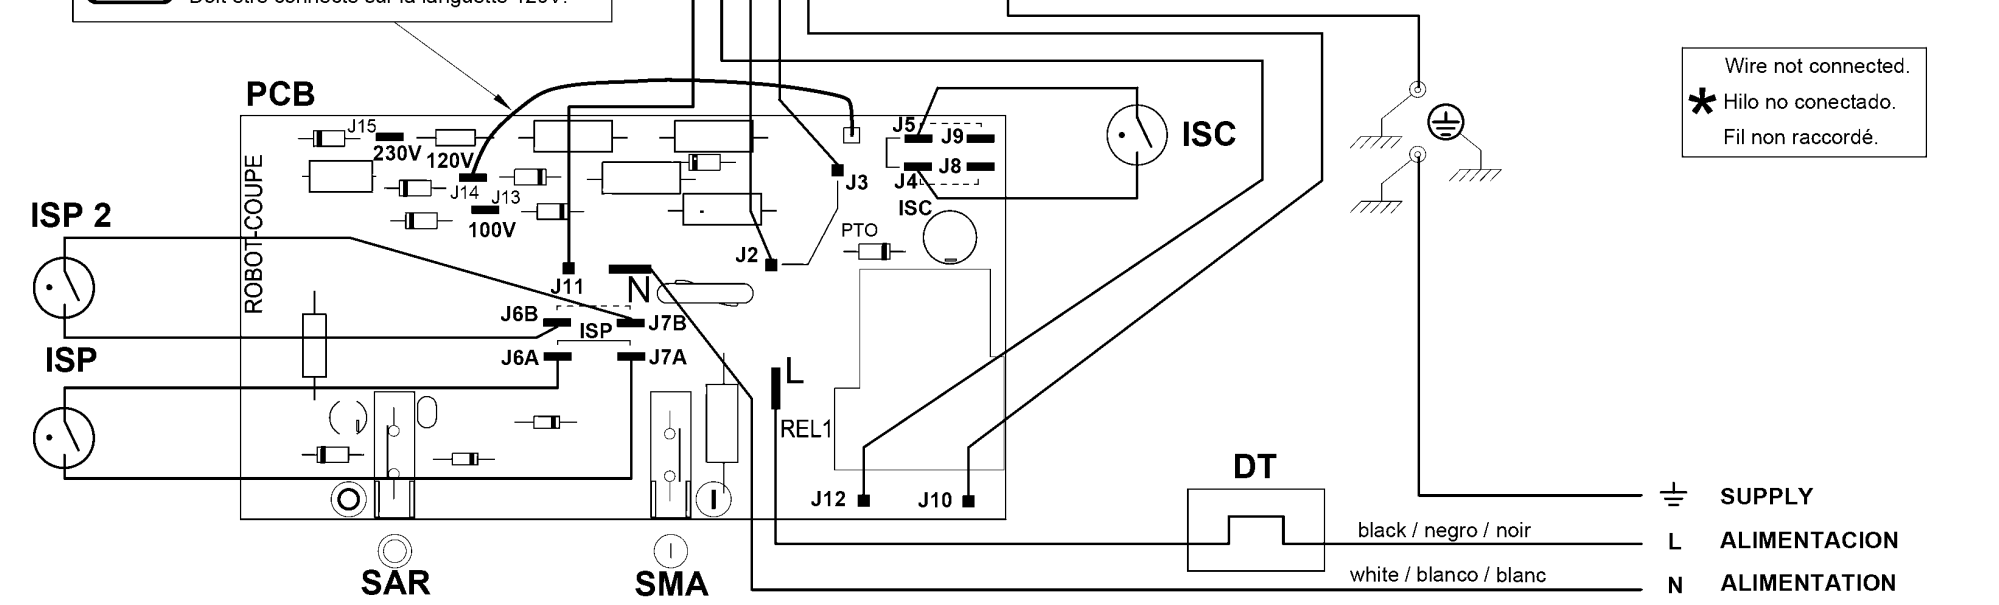 Doit être connecté sur la languette 120V.
Wire not connected.
* Hilo no conectado.
Fil non raccordé.
PCB
J15
230V
120V
J14
J13
100V
ROBOT-COUPE
J5
J9
J4
J8
ISC
ISC
J3
J2
PTO
ISP 2
J11
N
J6B
J7B
ISP
J6A
J7A
ISP
L
REL1
J12
J10
O
I
SAR
I
SMA
DT
black / negro / noir
white / blanco / blanc
SUPPLY
L ALIMENTACION
N ALIMENTATION